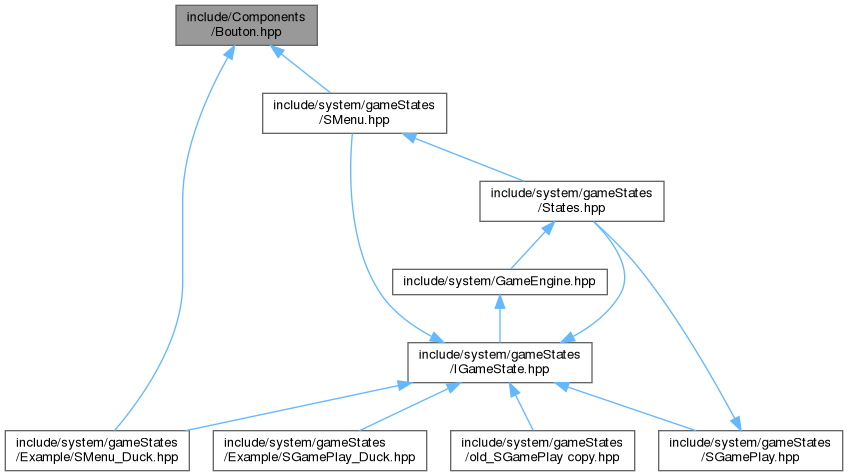 include/Components
/Bouton.hpp
include/system/gameStates
/SMenu.hpp
include/system/gameStates
/States.hpp
include/system/GameEngine.hpp
include/system/gameStates
/IGameState.hpp
include/system/gameStates
/Example/SMenu_Duck.hpp
include/system/gameStates
/Example/SGamePlay_Duck.hpp
include/system/gameStates
/old_SGamePlay copy.hpp
include/system/gameStates
/SGamePlay.hpp